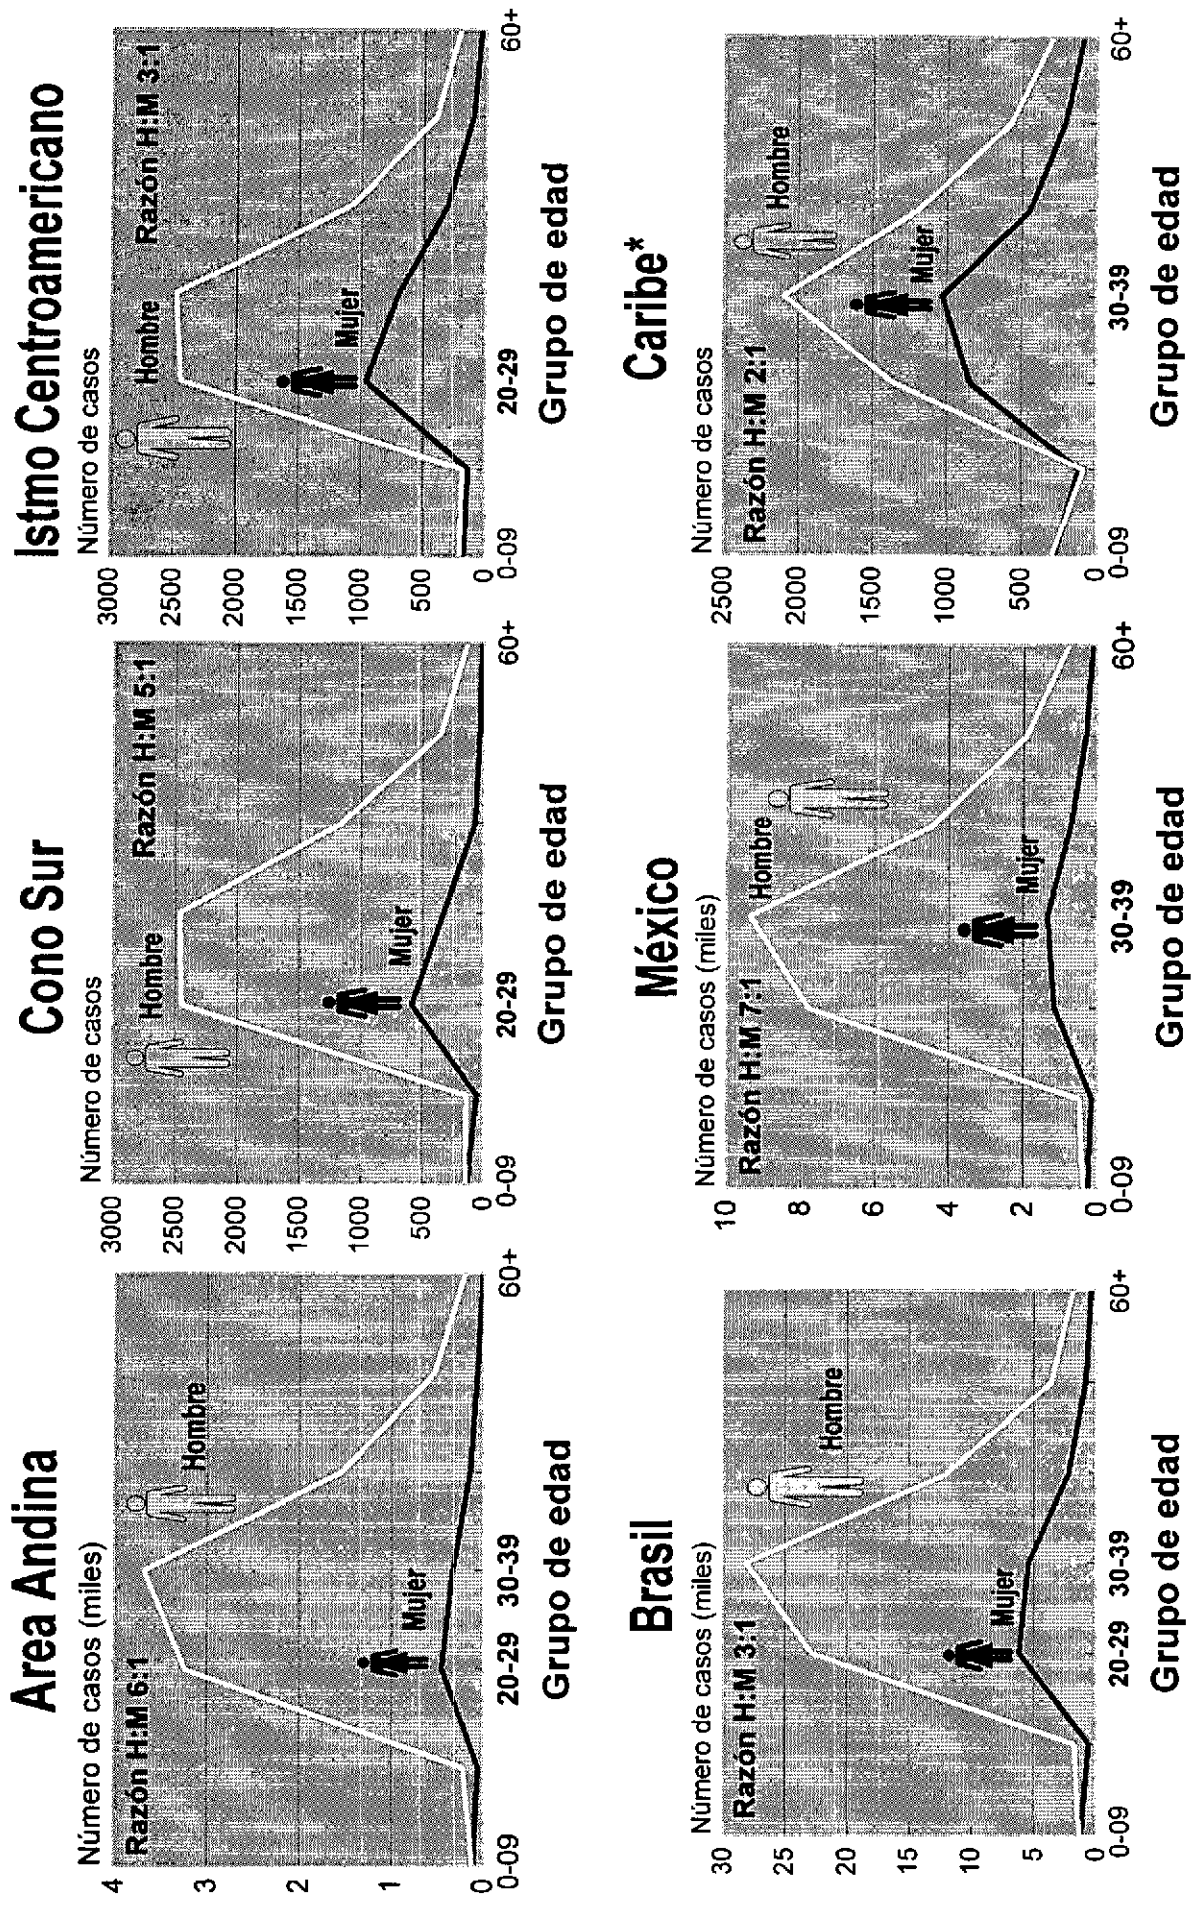 Area Andina
Número de casos (miles)
Razón H:M 6:1
Hombre
Mujer
4
3
2
1
0
0-09
20-29
30-39
60+
Grupo de edad
Cono Sur
Número de casos
Razón H:M 5:1
Hombre
Mujer
3000
2500
2000
1500
1000
500
0
0-09
20-29
60+
Grupo de edad
Istmo Centroamericano
Número de casos
Razón H:M 3:1
Hombre
Mujer
3000
2500
2000
1500
1000
500
0
0-09
20-29
60+
Grupo de edad
Brasil
Número de casos (miles)
Razón H:M 3:1
Hombre
Mujer
30
25
20
15
10
5
0
0-09
20-29
30-39
60+
Grupo de edad
México
Número de casos (miles)
Razón H:M 7:1
Hombre
Mujer
10
8
6
4
2
0
0-09
30-39
60+
Grupo de edad
Caribe*
Número de casos
Razón H:M 2:1
Hombre
Mujer
2500
2000
1500
1000
500
0
0-09
30-39
60+
Grupo de edad